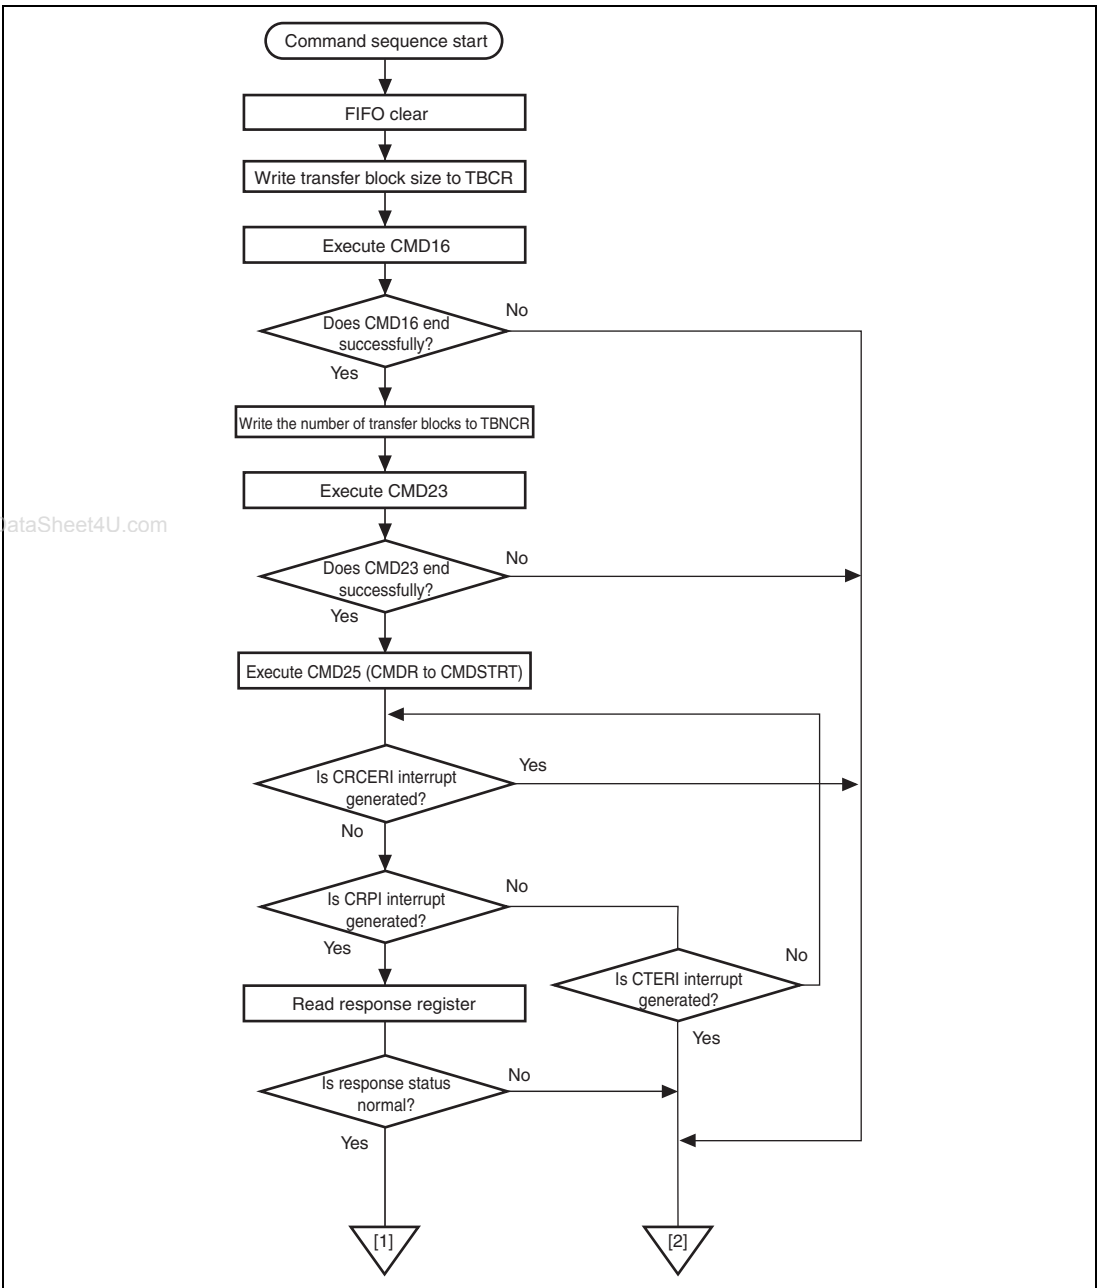 Command sequence start
FIFO clear
Write transfer block size to TBCR
Execute CMD16
No
Does CMD16 end
successfully?
Yes
Write the number of transfer blocks to TBNCR
Execute CMD23
ataSheet4U.com
No
Does CMD23 end
successfully?
Yes
Execute CMD25 (CMDR to CMDSTRT)
Yes
Is CRCERI interrupt
generated?
No
No
Is CRPI interrupt
generated?
Yes
No
Is CTERI interrupt
generated?
Read response register
Yes
No
Is response status
normal?
Yes
[1]
[2]